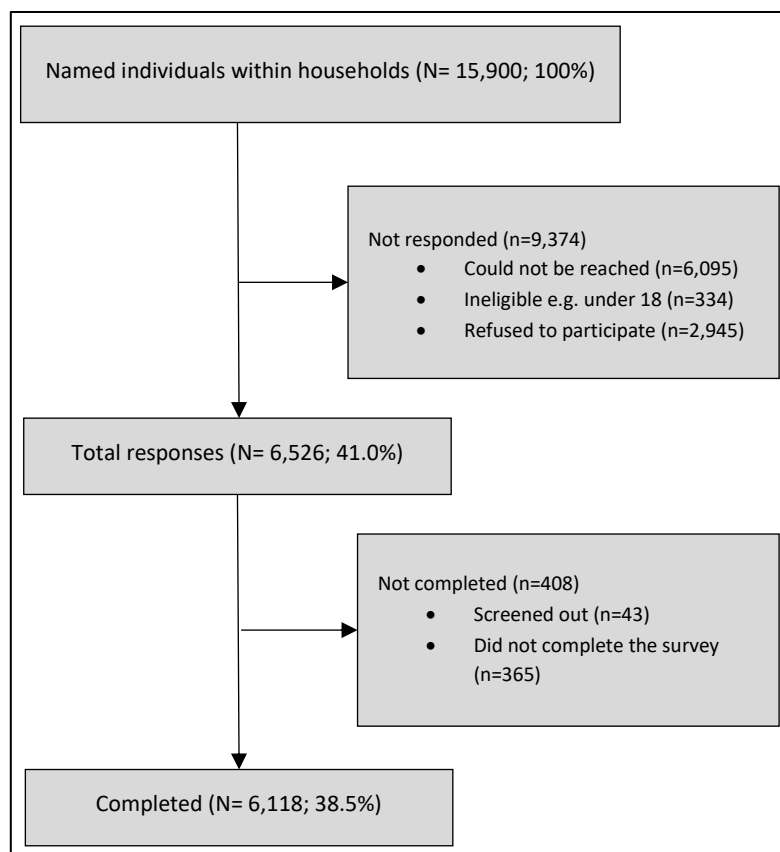 Named individuals within households (N= 15,900; 100%)
Not responded (n=9,374)
• Could not be reached (n=6,095)
• Ineligible e.g. under 18 (n=334)
• Refused to participate (n=2,945)
Total responses (N= 6,526; 41.0%)
Not completed (n=408)
• Screened out (n=43)
• Did not complete the survey
(n=365)
Completed (N= 6,118; 38.5%)